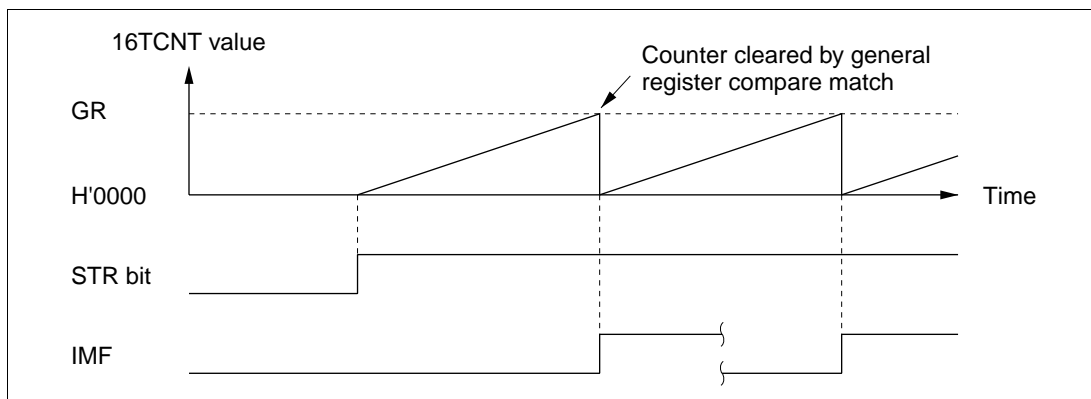 16TCNT value
Counter cleared by general
register compare match
GR
H'0000
Time
STR bit
IMF